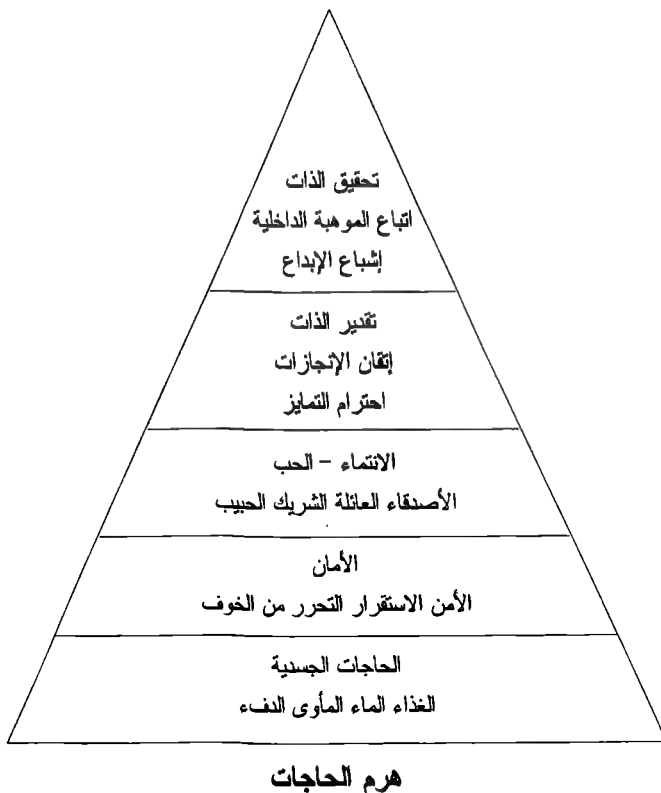 تحقيق الذات
اتباع الموهبة الداخلية
إشباع الإبداع
تقدير الذات
إتقان الإنجازات
احترام التمايز
الانتماء – الحب
الأصدقاء العائلة الشريك الحبيب
الأمان
الأمن الاستقرار التحرر من الخوف
الحاجات الجسدية
الغذاء الماء المأوى الدفء
هرم الحاجات